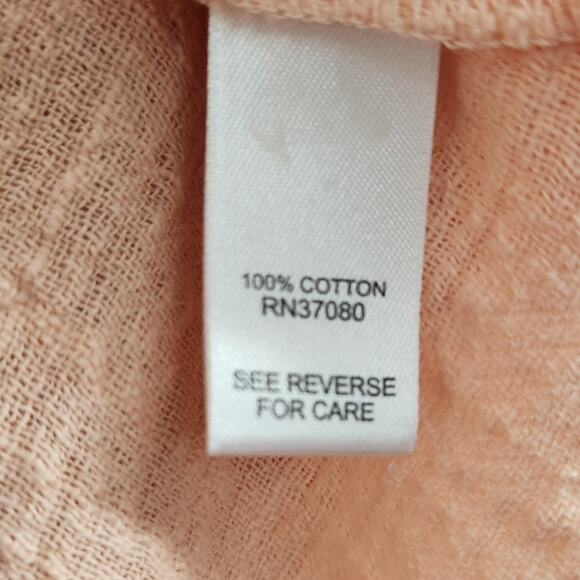 100% COTTON
RN37080
SEE REVERSE
FOR CARE